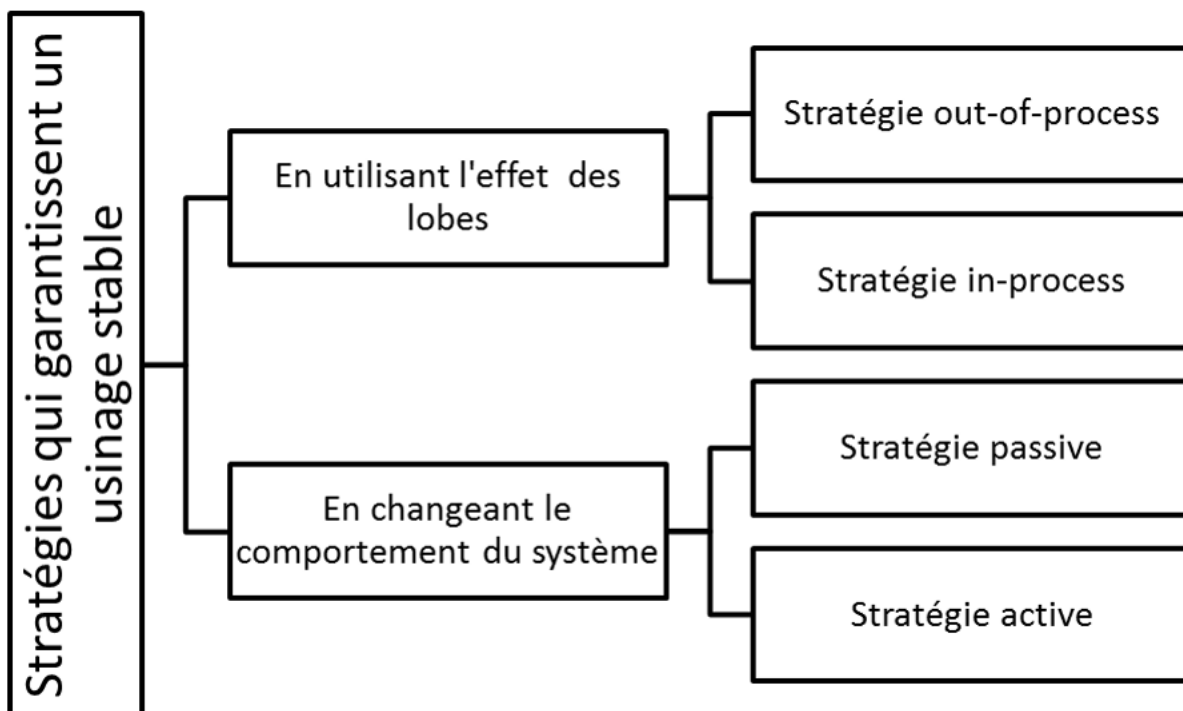 Stratégies qui garantissent un
usinage stable
En utilisant l'effet des
lobes
Stratégie out-of-process
Stratégie in-process
En changeant le
comportement du système
Stratégie passive
Stratégie active